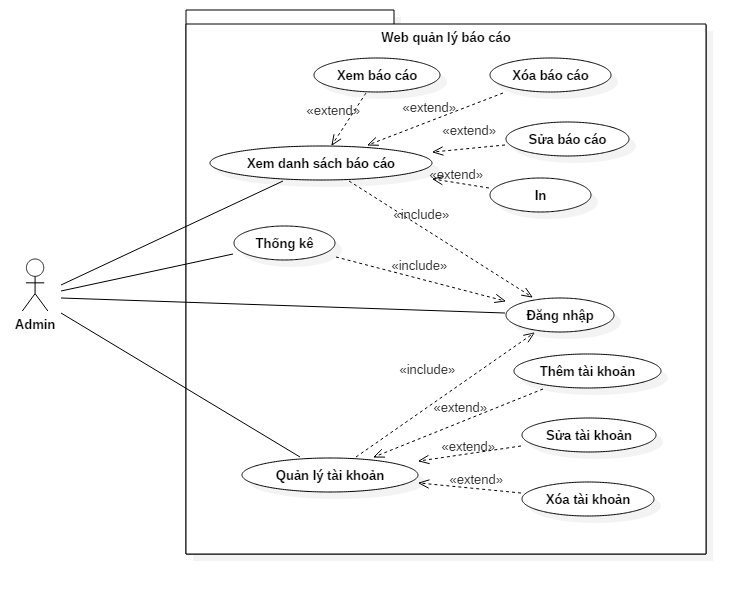 Web quản lý báo cáo
Xem báo cáo
Xóa báo cáo
«extend»
«extend»
Sửa báo cáo
«extend»
Xem danh sách báo cáo
«extend»
In
«include»
Thống kê
«include»
Admin
Đăng nhập
«include»
Thêm tài khoản
«extend»
Sửa tài khoản
«extend»
Quản lý tài khoản
«extend»
Xóa tài khoản